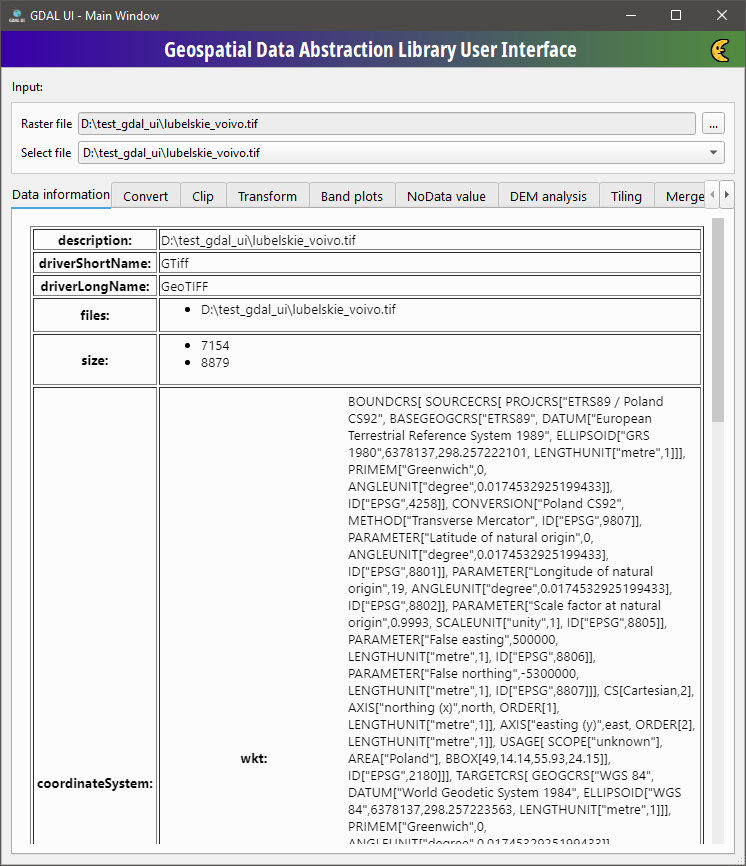 GDAL UI - Main Window
Geospatial Data Abstraction Library User Interface
Input:
Raster file D:\test_gdal_ui\lubelskie_voivo.tif ...
Select file D:\test_gdal_ui\lubelskie_voivo.tif
Data information Convert Clip Transform Band plots NoData value DEM analysis Tiling Merge
description: D:\test_gdal_ui\lubelskie_voivo.tif
driverShortName: GTiff
driverLongName: GeoTIFF
files: • D:\test_gdal_ui\lubelskie_voivo.tif
size: • 7154
• 8879
coordinateSystem:
wkt:
BOUNDCRS[ SOURCECRS[ PROJCRS["ETRS89 / Poland
CS92", BASEGEOGCRS["ETRS89", DATUM["European
Terrestrial Reference System 1989", ELLIPSOID["GRS
1980",6378137,298.257222101, LENGTHUNIT["metre",1]]],
PRIMEM["Greenwich",0,
ANGLEUNIT["degree",0.0174532925199433]],
ID["EPSG",4258]], CONVERSION["Poland CS92",
METHOD["Transverse Mercator", ID["EPSG",9807]],
PARAMETER["Latitude of natural origin",0,
ANGLEUNIT["degree",0.0174532925199433],
ID["EPSG",8801]], PARAMETER["Longitude of natural
origin",19, ANGLEUNIT["degree",0.0174532925199433],
ID["EPSG",8802]], PARAMETER["Scale factor at natural
origin",0.9993, SCALEUNIT["unity",1], ID["EPSG",8805]],
PARAMETER["False easting",500000,
LENGTHUNIT["metre",1], ID["EPSG",8806]],
PARAMETER["False northing",-5300000,
LENGTHUNIT["metre",1], ID["EPSG",8807]]], CS[Cartesian,2],
AXIS["northing (x)",north, ORDER[1],
LENGTHUNIT["metre",1]], AXIS["easting (y)",east, ORDER[2],
LENGTHUNIT["metre",1]], USAGE[ SCOPE["unknown"],
AREA["Poland"], BBOX[49,14.14,55.93,24.15]],
ID["EPSG",2180]]], TARGETCRS[ GEOGCRS["WGS 84",
DATUM["World Geodetic System 1984", ELLIPSOID["WGS
84",6378137,298.257223563, LENGTHUNIT["metre",1]]],
PRIMEM["Greenwich",0,
ANGLEUNIT["degree",0.0174532925199433]],